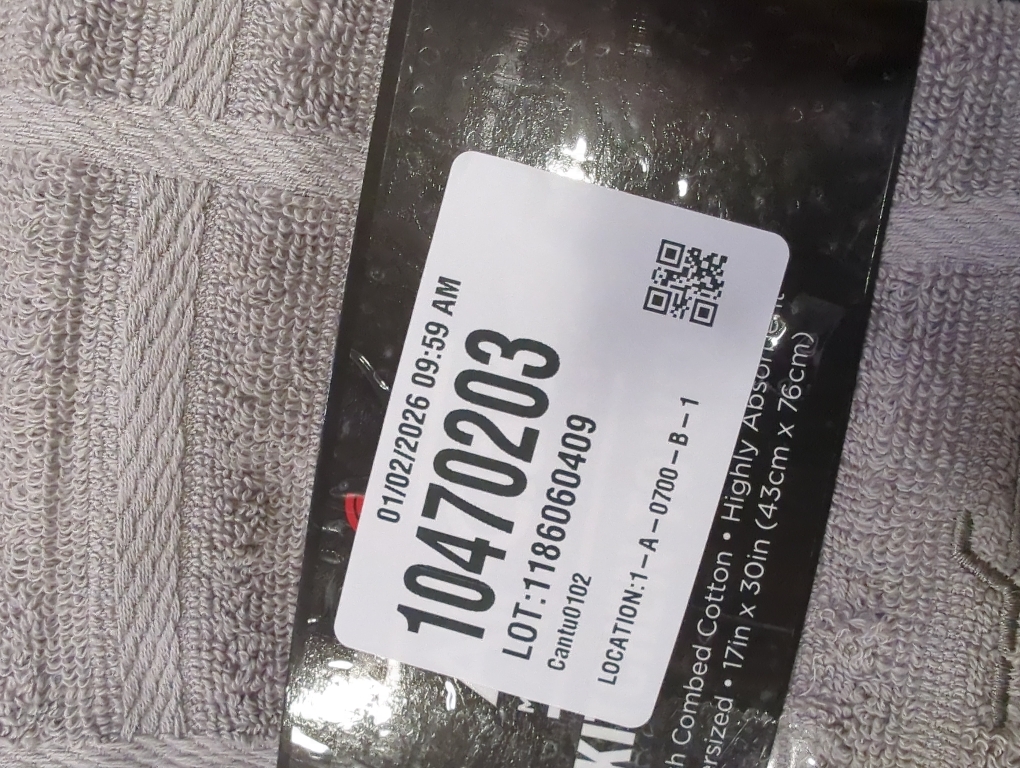 01/02/2026 09:59 AM
10470203
LOT:1186060409
Cantu0102
LOCATION:1-A-0700-B-1
KI
Combed Cotton • Highly
• 17in x 30in (43cm x 76cm)